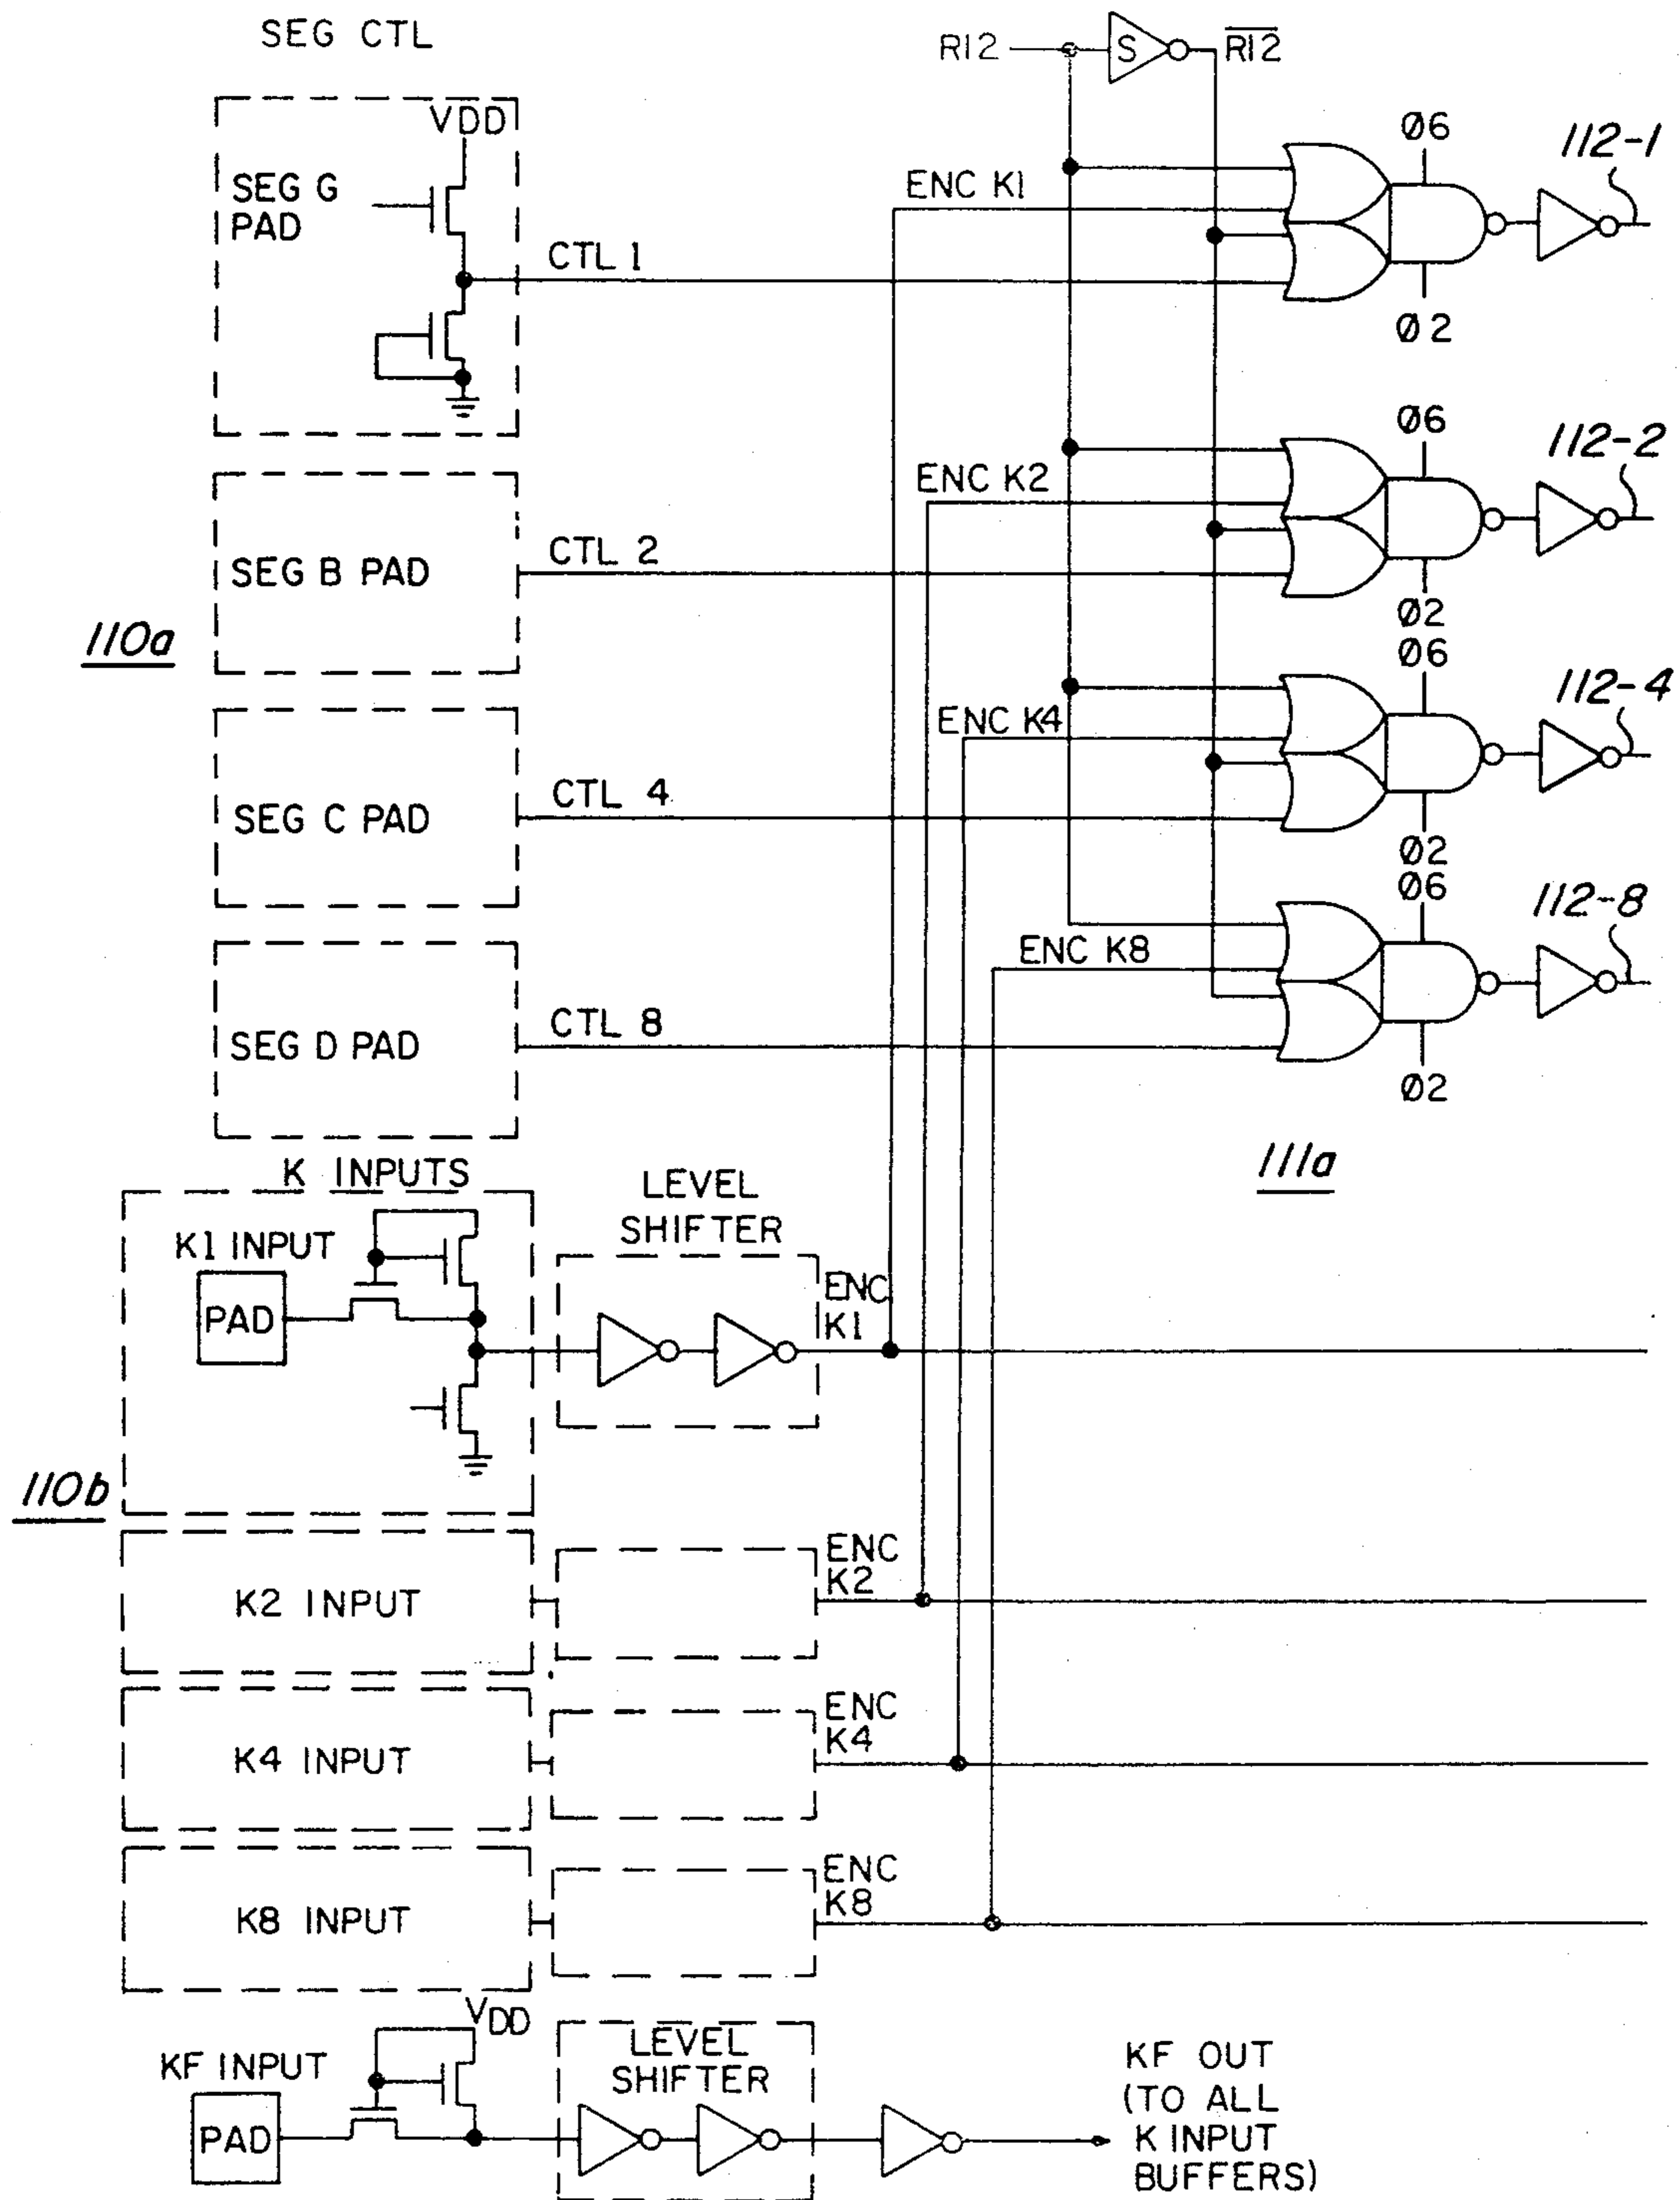 SEG CTL
R12
S
R12
VDD
SEG G
PAD
CTL 1
ENC K1
Ø6
Ø2
112-1
SEG B PAD
CTL 2
ENC K2
Ø6
Ø2
112-2
110a
SEG C PAD
CTL 4
ENC K4
Ø6
Ø2
112-4
SEG D PAD
CTL 8
ENC K8
Ø6
Ø2
112-8
111a
K INPUTS
K1 INPUT
PAD
LEVEL
SHIFTER
ENC
K1
110b
K2 INPUT
ENC
K2
K4 INPUT
ENC
K4
K8 INPUT
ENC
K8
VDD
KF INPUT
PAD
LEVEL
SHIFTER
KF OUT
(TO ALL
K INPUT
BUFFERS)